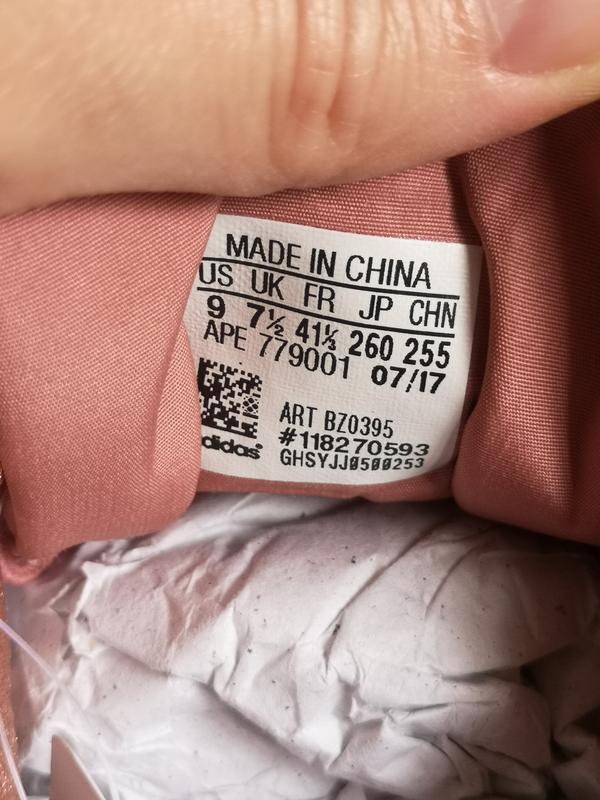 MADE IN CHINA
US UK FR JP CHN
9 7½ 41⅓ 260 255
APE 779001 07/17
ART BZ0395
#118270593
adidas®
GHSYJJ0500253